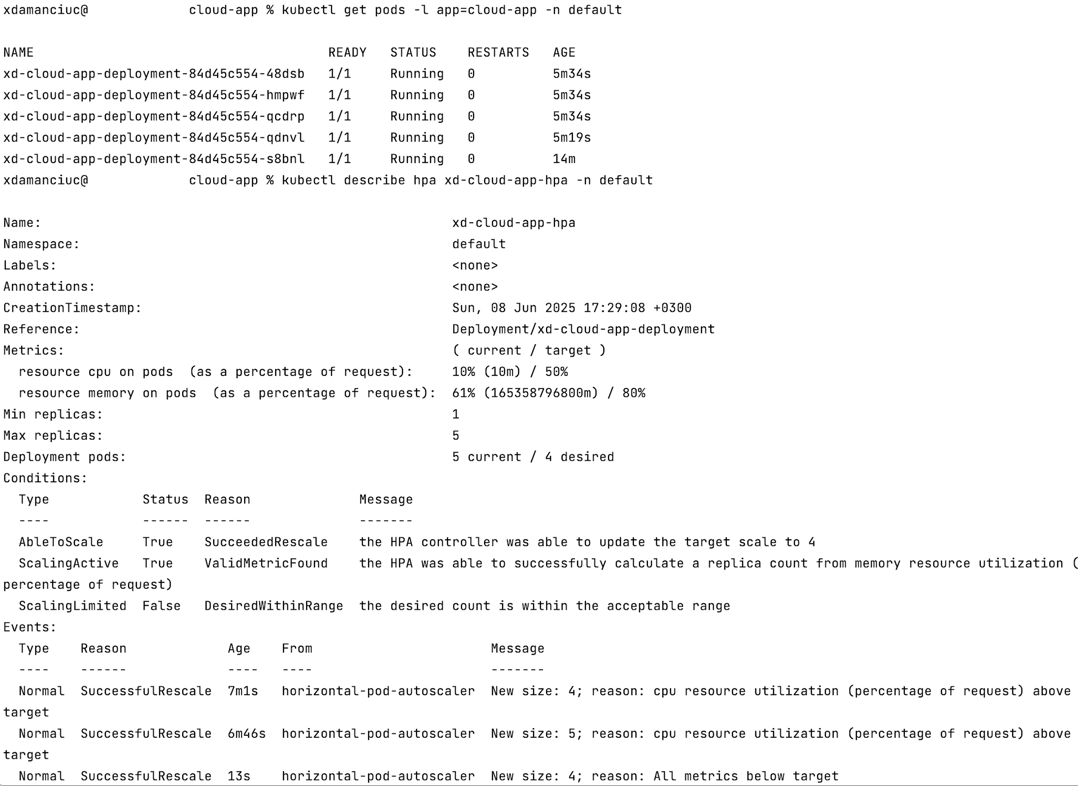 xdamanciuc@ cloud-app % kubectl get pods -l app=cloud-app -n default
NAME READY STATUS RESTARTS AGE
xd-cloud-app-deployment-84d45c554-48dsb 1/1 Running 0 5m34s
xd-cloud-app-deployment-84d45c554-hmpwf 1/1 Running 0 5m34s
xd-cloud-app-deployment-84d45c554-qcdrp 1/1 Running 0 5m34s
xd-cloud-app-deployment-84d45c554-qdnvl 1/1 Running 0 5m19s
xd-cloud-app-deployment-84d45c554-s8bnl 1/1 Running 0 14m
xdamanciuc@ cloud-app % kubectl describe hpa xd-cloud-app-hpa -n default
Name: xd-cloud-app-hpa
Namespace: default
Labels: <none>
Annotations: <none>
CreationTimestamp: Sun, 08 Jun 2025 17:29:08 +0300
Reference: Deployment/xd-cloud-app-deployment
Metrics: ( current / target )
resource cpu on pods (as a percentage of request): 10% (10m) / 50%
resource memory on pods (as a percentage of request): 61% (165358796800m) / 80%
Min replicas: 1
Max replicas: 5
Deployment pods: 5 current / 4 desired
Conditions:
Type Status Reason Message
---- ------ ------ -------
AbleToScale True SucceededRescale the HPA controller was able to update the target scale to 4
ScalingActive True ValidMetricFound the HPA was able to successfully calculate a replica count from memory resource utilization (
percentage of request)
ScalingLimited False DesiredWithinRange the desired count is within the acceptable range
Events:
Type Reason Age From Message
---- ------ ---- ---- -------
Normal SuccessfulRescale 7m1s horizontal-pod-autoscaler New size: 4; reason: cpu resource utilization (percentage of request) above
target
Normal SuccessfulRescale 6m46s horizontal-pod-autoscaler New size: 5; reason: cpu resource utilization (percentage of request) above
target
Normal SuccessfulRescale 13s horizontal-pod-autoscaler New size: 4; reason: All metrics below target